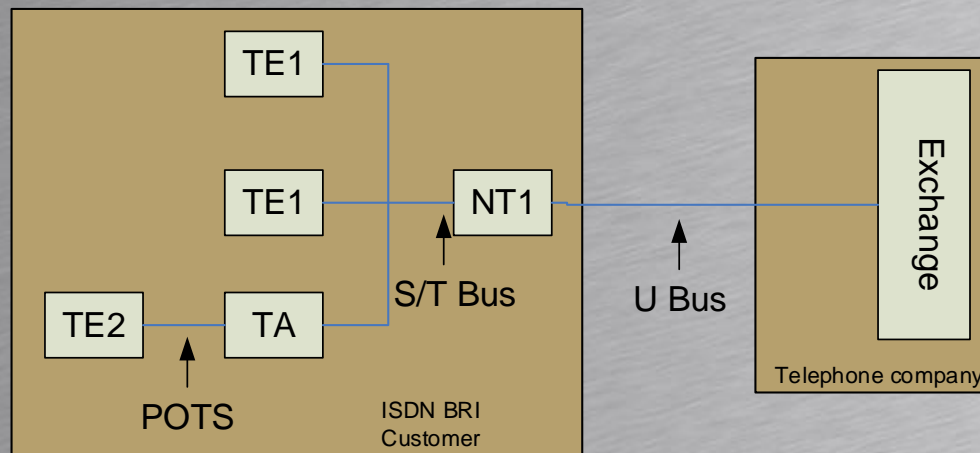 TE1
TE1
NT1
Exchange
S/T Bus
U Bus
TE2
TA
POTS
ISDN BRI
Customer
Telephone company